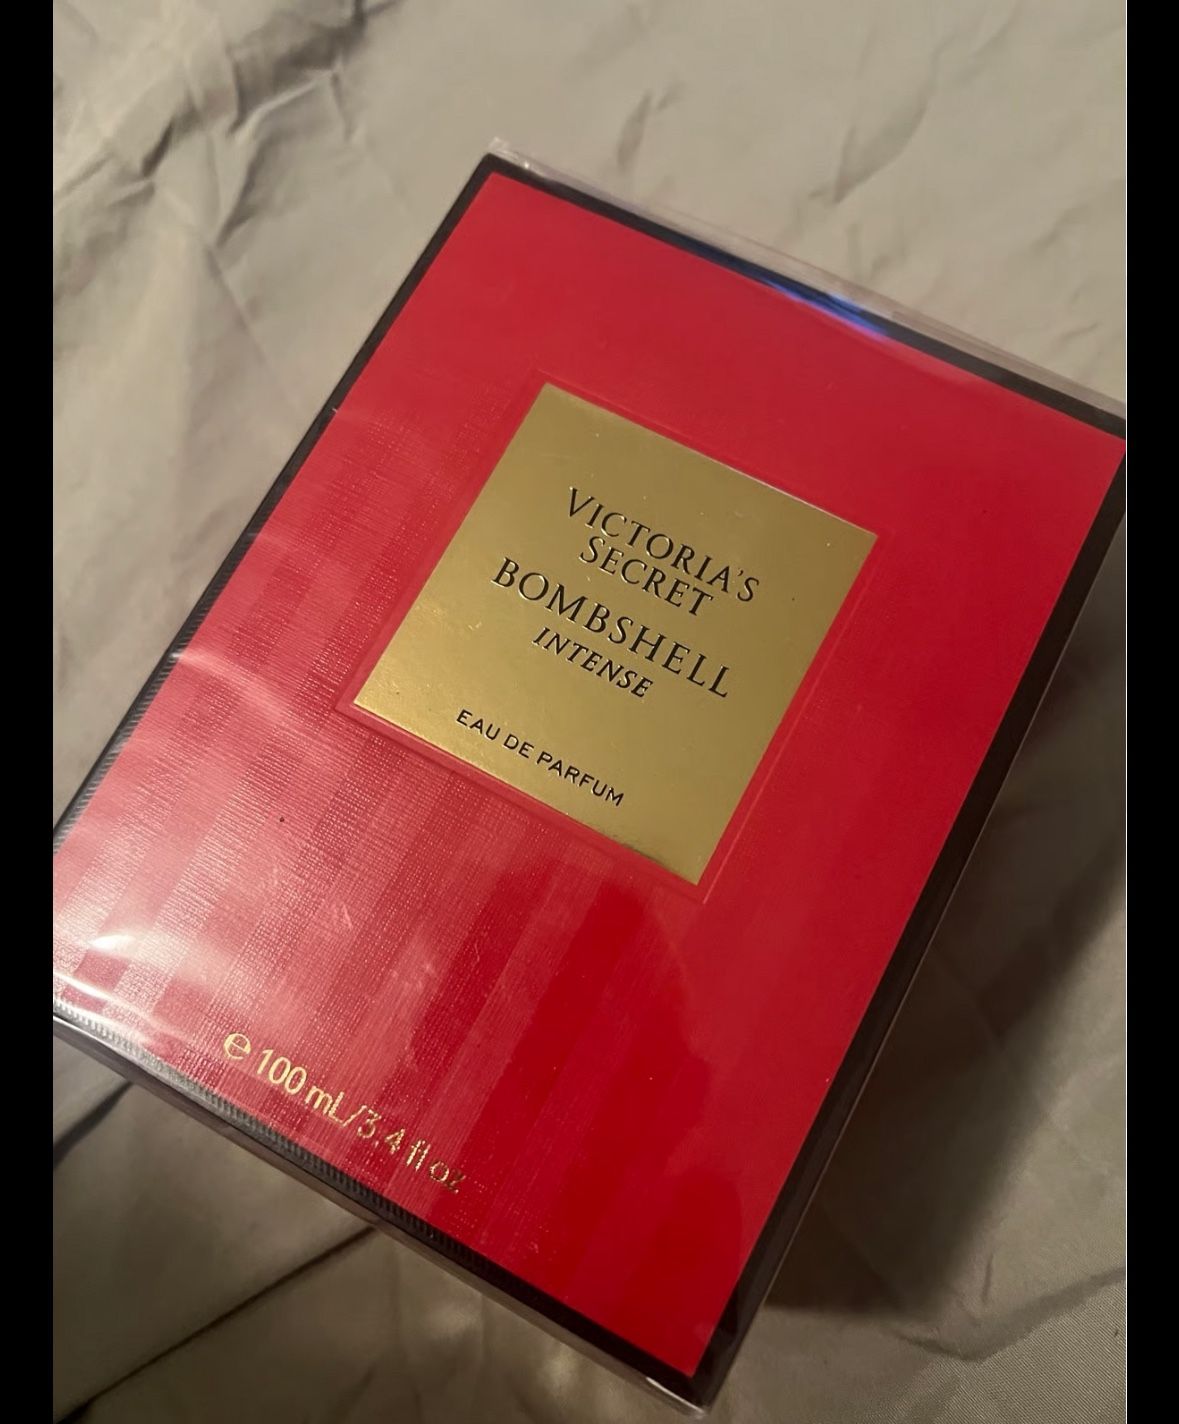 VICTORIA'S
SECRET
BOMBSHELL
INTENSE
EAU DE PARFUM
℮ 100 mL/3.4 fl oz